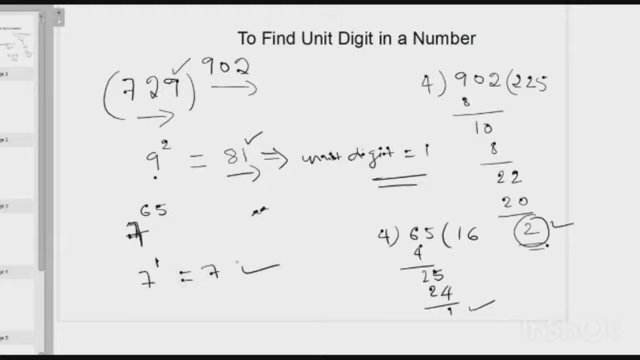 To Find Unit Digit in a Number
(729)^902
9^2 = 81 ⇒ unit digit = 1
7^65
7^1 = 7
4) 902 (225
8
10
8
22
20
2
4) 65 (16
4
25
24
1